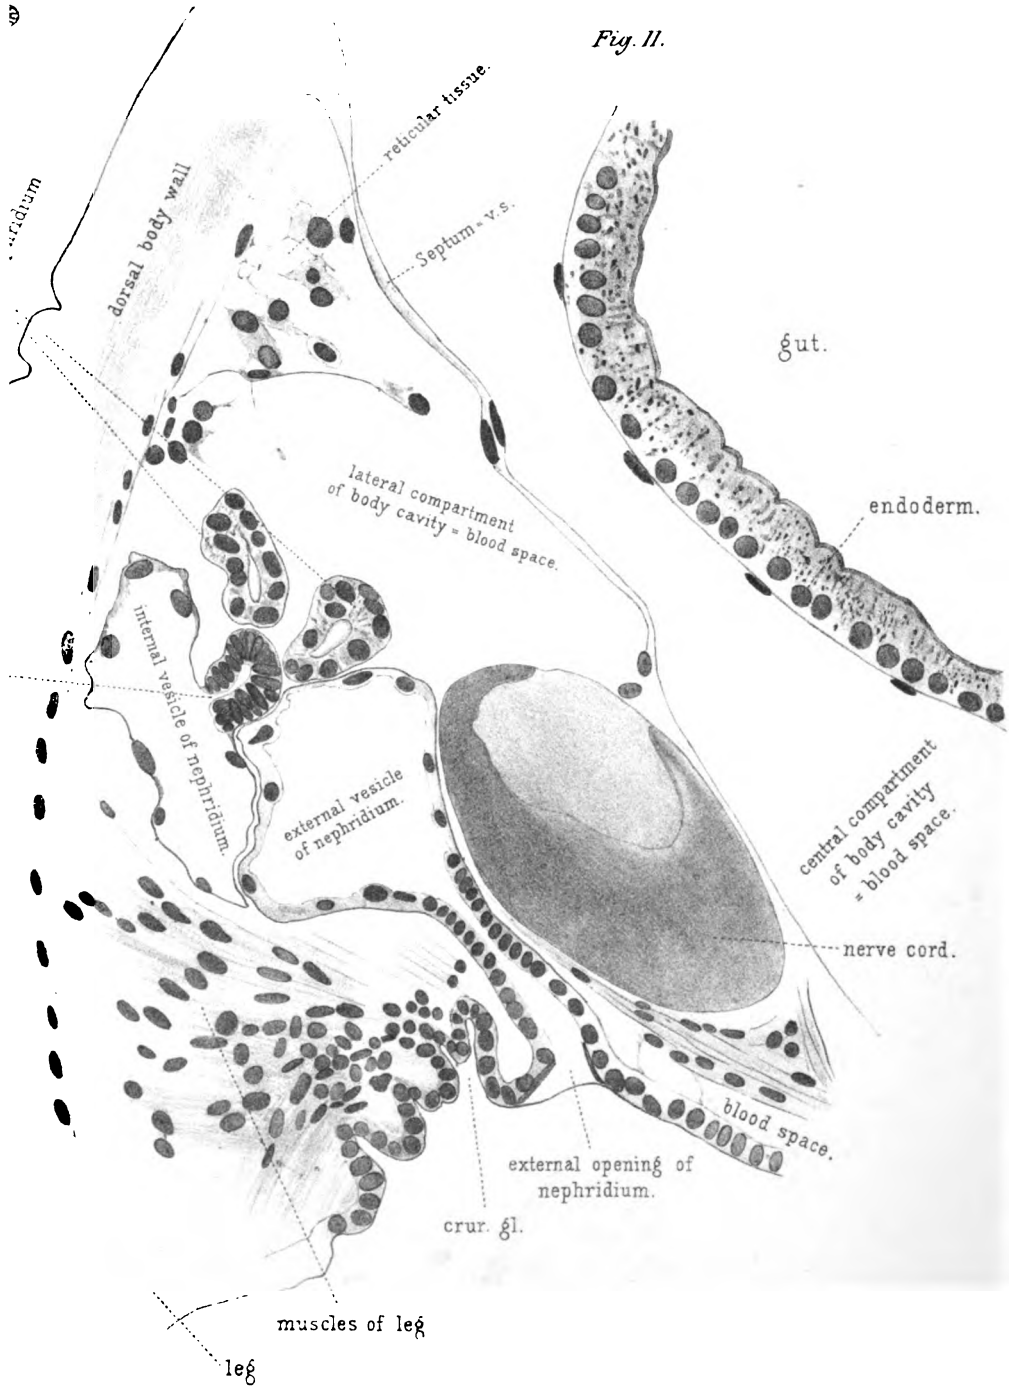 Fig. 11.
reticular tissue.
dorsal body wall
Septum = v.s.
gut.
lateral compartment
of body cavity = blood space.
endoderm.
internal vesicle of nephridium.
external vesicle
of nephridium.
central compartment
of body cavity
= blood space.
nerve cord.
blood space.
external opening of
nephridium.
crur. gl.
muscles of leg
leg